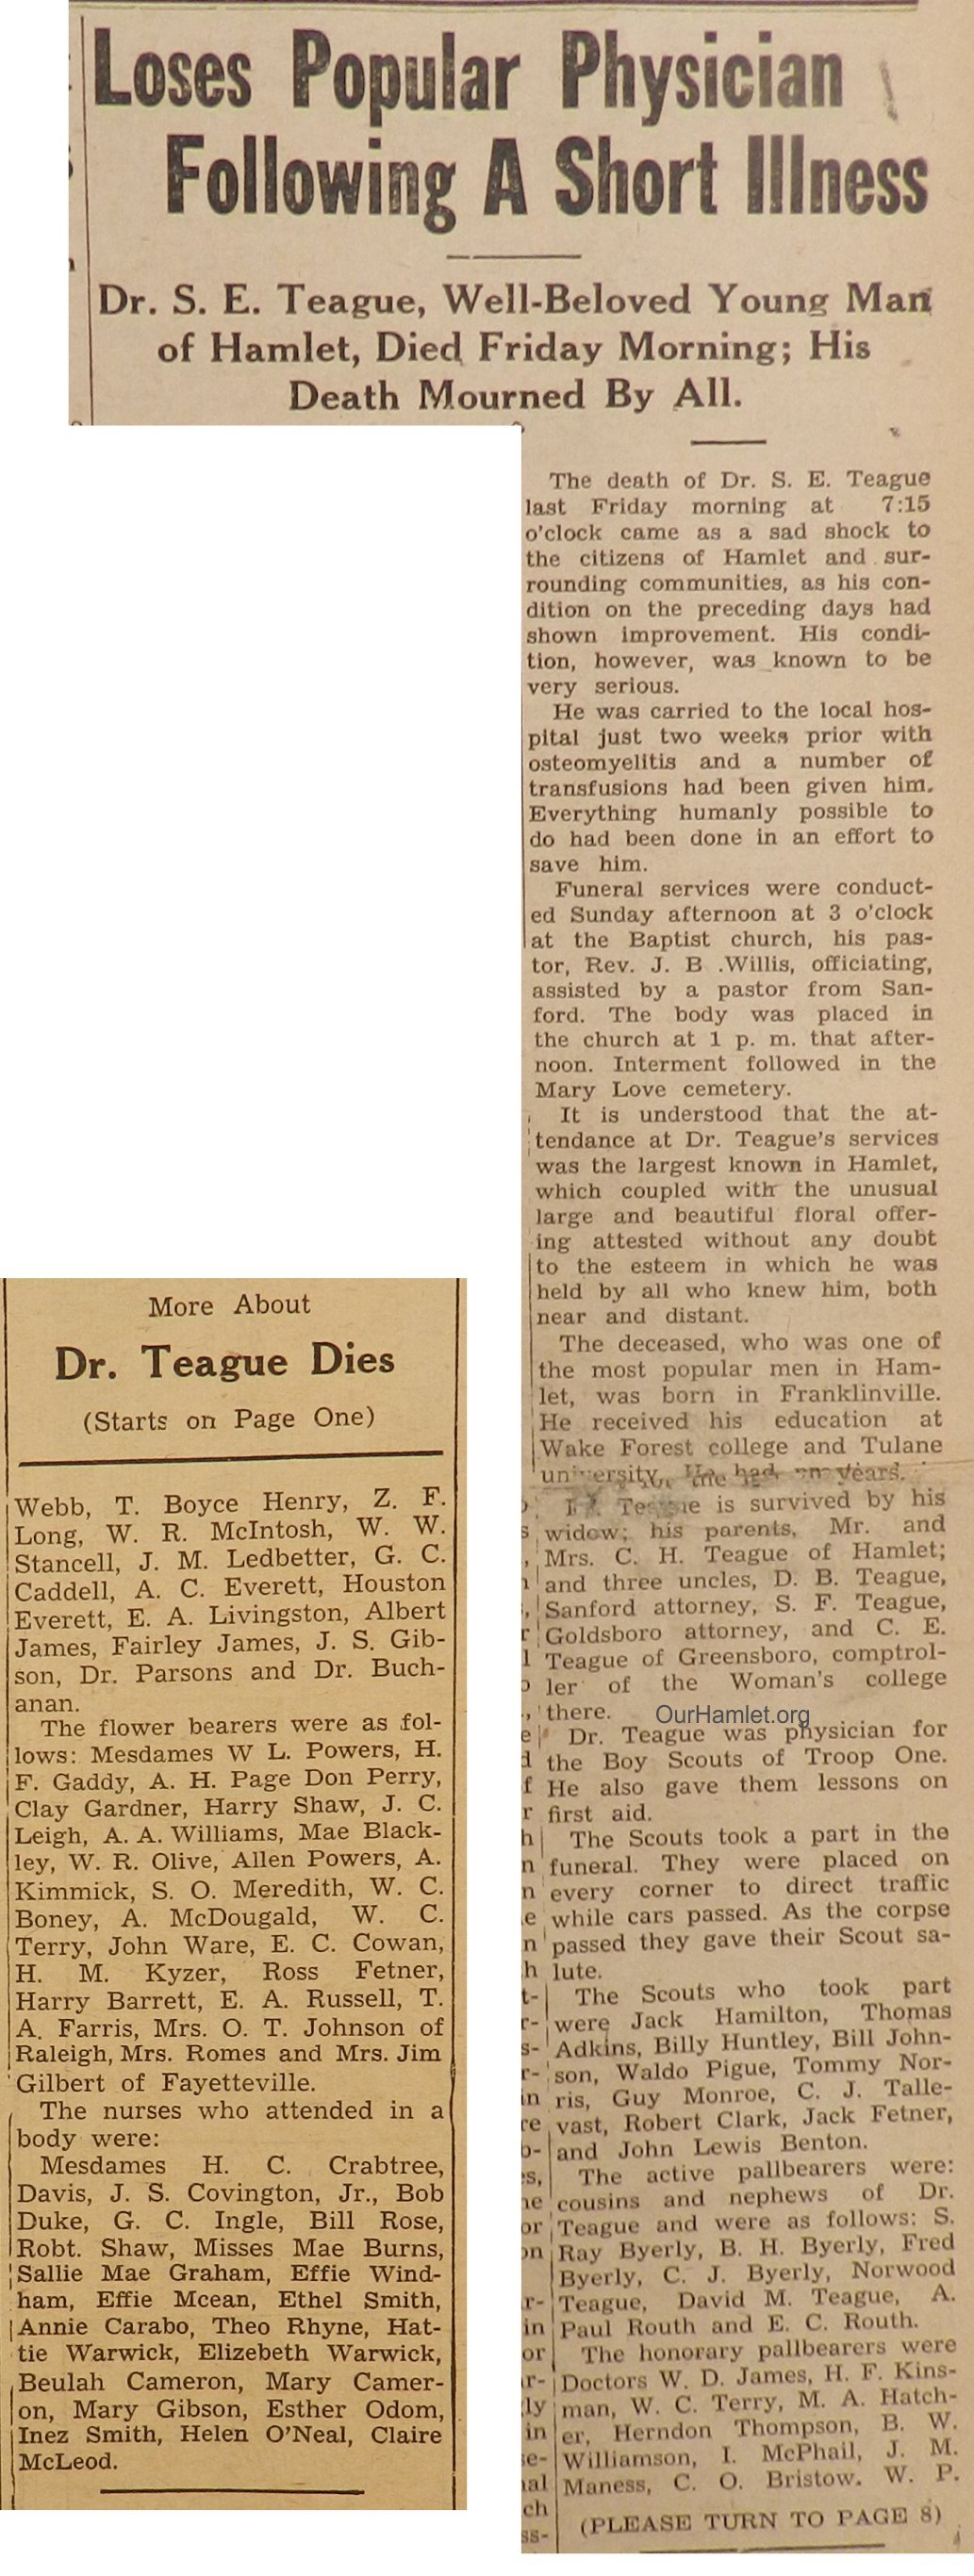 Loses Popular Physician
Following A Short Illness
Dr. S. E. Teague, Well-Beloved Young Man
of Hamlet, Died Friday Morning; His
Death Mourned By All.
The death of Dr. S. E. Teague
last Friday morning at 7:15
o'clock came as a sad shock to
the citizens of Hamlet and sur-
rounding communities, as his con-
dition on the preceding days had
shown improvement. His condi-
tion, however, was known to be
very serious.
He was carried to the local hos-
pital just two weeks prior with
osteomyelitis and a number of
transfusions had been given him.
Everything humanly possible to
do had been done in an effort to
save him.
Funeral services were conduct-
ed Sunday afternoon at 3 o'clock
at the Baptist church, his pas-
tor, Rev. J. B .Willis, officiating,
assisted by a pastor from San-
ford. The body was placed in
the church at 1 p. m. that after-
noon. Interment followed in the
Mary Love cemetery.
It is understood that the at-
tendance at Dr. Teague's services
was the largest known in Hamlet,
which coupled with the unusual
large and beautiful floral offer-
ing attested without any doubt
to the esteem in which he was
held by all who knew him, both
near and distant.
The deceased, who was one of
the most popular men in Ham-
let, was born in Franklinville.
He received his education at
Wake Forest college and Tulane
university. He had years.
Teague is survived by his
widow; his parents, Mr. and
Mrs. C. H. Teague of Hamlet;
and three uncles, D. B. Teague,
Sanford attorney, S. F. Teague,
Goldsboro attorney, and C. E.
Teague of Greensboro, comptrol-
ler of the Woman's college
there.
OurHamlet.org
Dr. Teague was physician for
the Boy Scouts of Troop One.
He also gave them lessons on
first aid.
The Scouts took a part in the
funeral. They were placed on
every corner to direct traffic
while cars passed. As the corpse
passed they gave their Scout sa-
lute.
The Scouts who took part
were Jack Hamilton, Thomas
Adkins, Billy Huntley, Bill John-
son, Waldo Pigue, Tommy Nor-
ris, Guy Monroe, C. J. Talle-
vast, Robert Clark, Jack Fetner,
and John Lewis Benton.
The active pallbearers were:
cousins and nephews of Dr.
Teague and were as follows: S.
Ray Byerly, B. H. Byerly, Fred
Byerly, C. J. Byerly, Norwood
Teague, David M. Teague, A.
Paul Routh and E. C. Routh.
The honorary pallbearers were
Doctors W. D. James, H. F. Kins-
man, W. C. Terry, M. A. Hatch-
er, Herndon Thompson, B. W.
Williamson, I. McPhail, J. M.
Maness, C. O. Bristow. W. P.
(PLEASE TURN TO PAGE 8)
More About
Dr. Teague Dies
(Starts on Page One)
Webb, T. Boyce Henry, Z. F.
Long, W. R. McIntosh, W. W.
Stancell, J. M. Ledbetter, G. C.
Caddell, A. C. Everett, Houston
Everett, E. A. Livingston, Albert
James, Fairley James, J. S. Gib-
son, Dr. Parsons and Dr. Buch-
anan.
The flower bearers were as fol-
lows: Mesdames W L. Powers, H.
F. Gaddy, A. H. Page Don Perry,
Clay Gardner, Harry Shaw, J. C.
Leigh, A. A. Williams, Mae Black-
ley, W. R. Olive, Allen Powers, A.
Kimmick, S. O. Meredith, W. C.
Boney, A. McDougald, W. C.
Terry, John Ware, E. C. Cowan,
H. M. Kyzer, Ross Fetner,
Harry Barrett, E. A. Russell, T.
A. Farris, Mrs. O. T. Johnson of
Raleigh, Mrs. Romes and Mrs. Jim
Gilbert of Fayetteville.
The nurses who attended in a
body were:
Mesdames H. C. Crabtree,
Davis, J. S. Covington, Jr., Bob
Duke, G. C. Ingle, Bill Rose,
Robt. Shaw, Misses Mae Burns,
Sallie Mae Graham, Effie Wind-
ham, Effie Mcean, Ethel Smith,
Annie Carabo, Theo Rhyne, Hat-
tie Warwick, Elizebeth Warwick,
Beulah Cameron, Mary Camer-
on, Mary Gibson, Esther Odom,
Inez Smith, Helen O'Neal, Claire
McLeod.